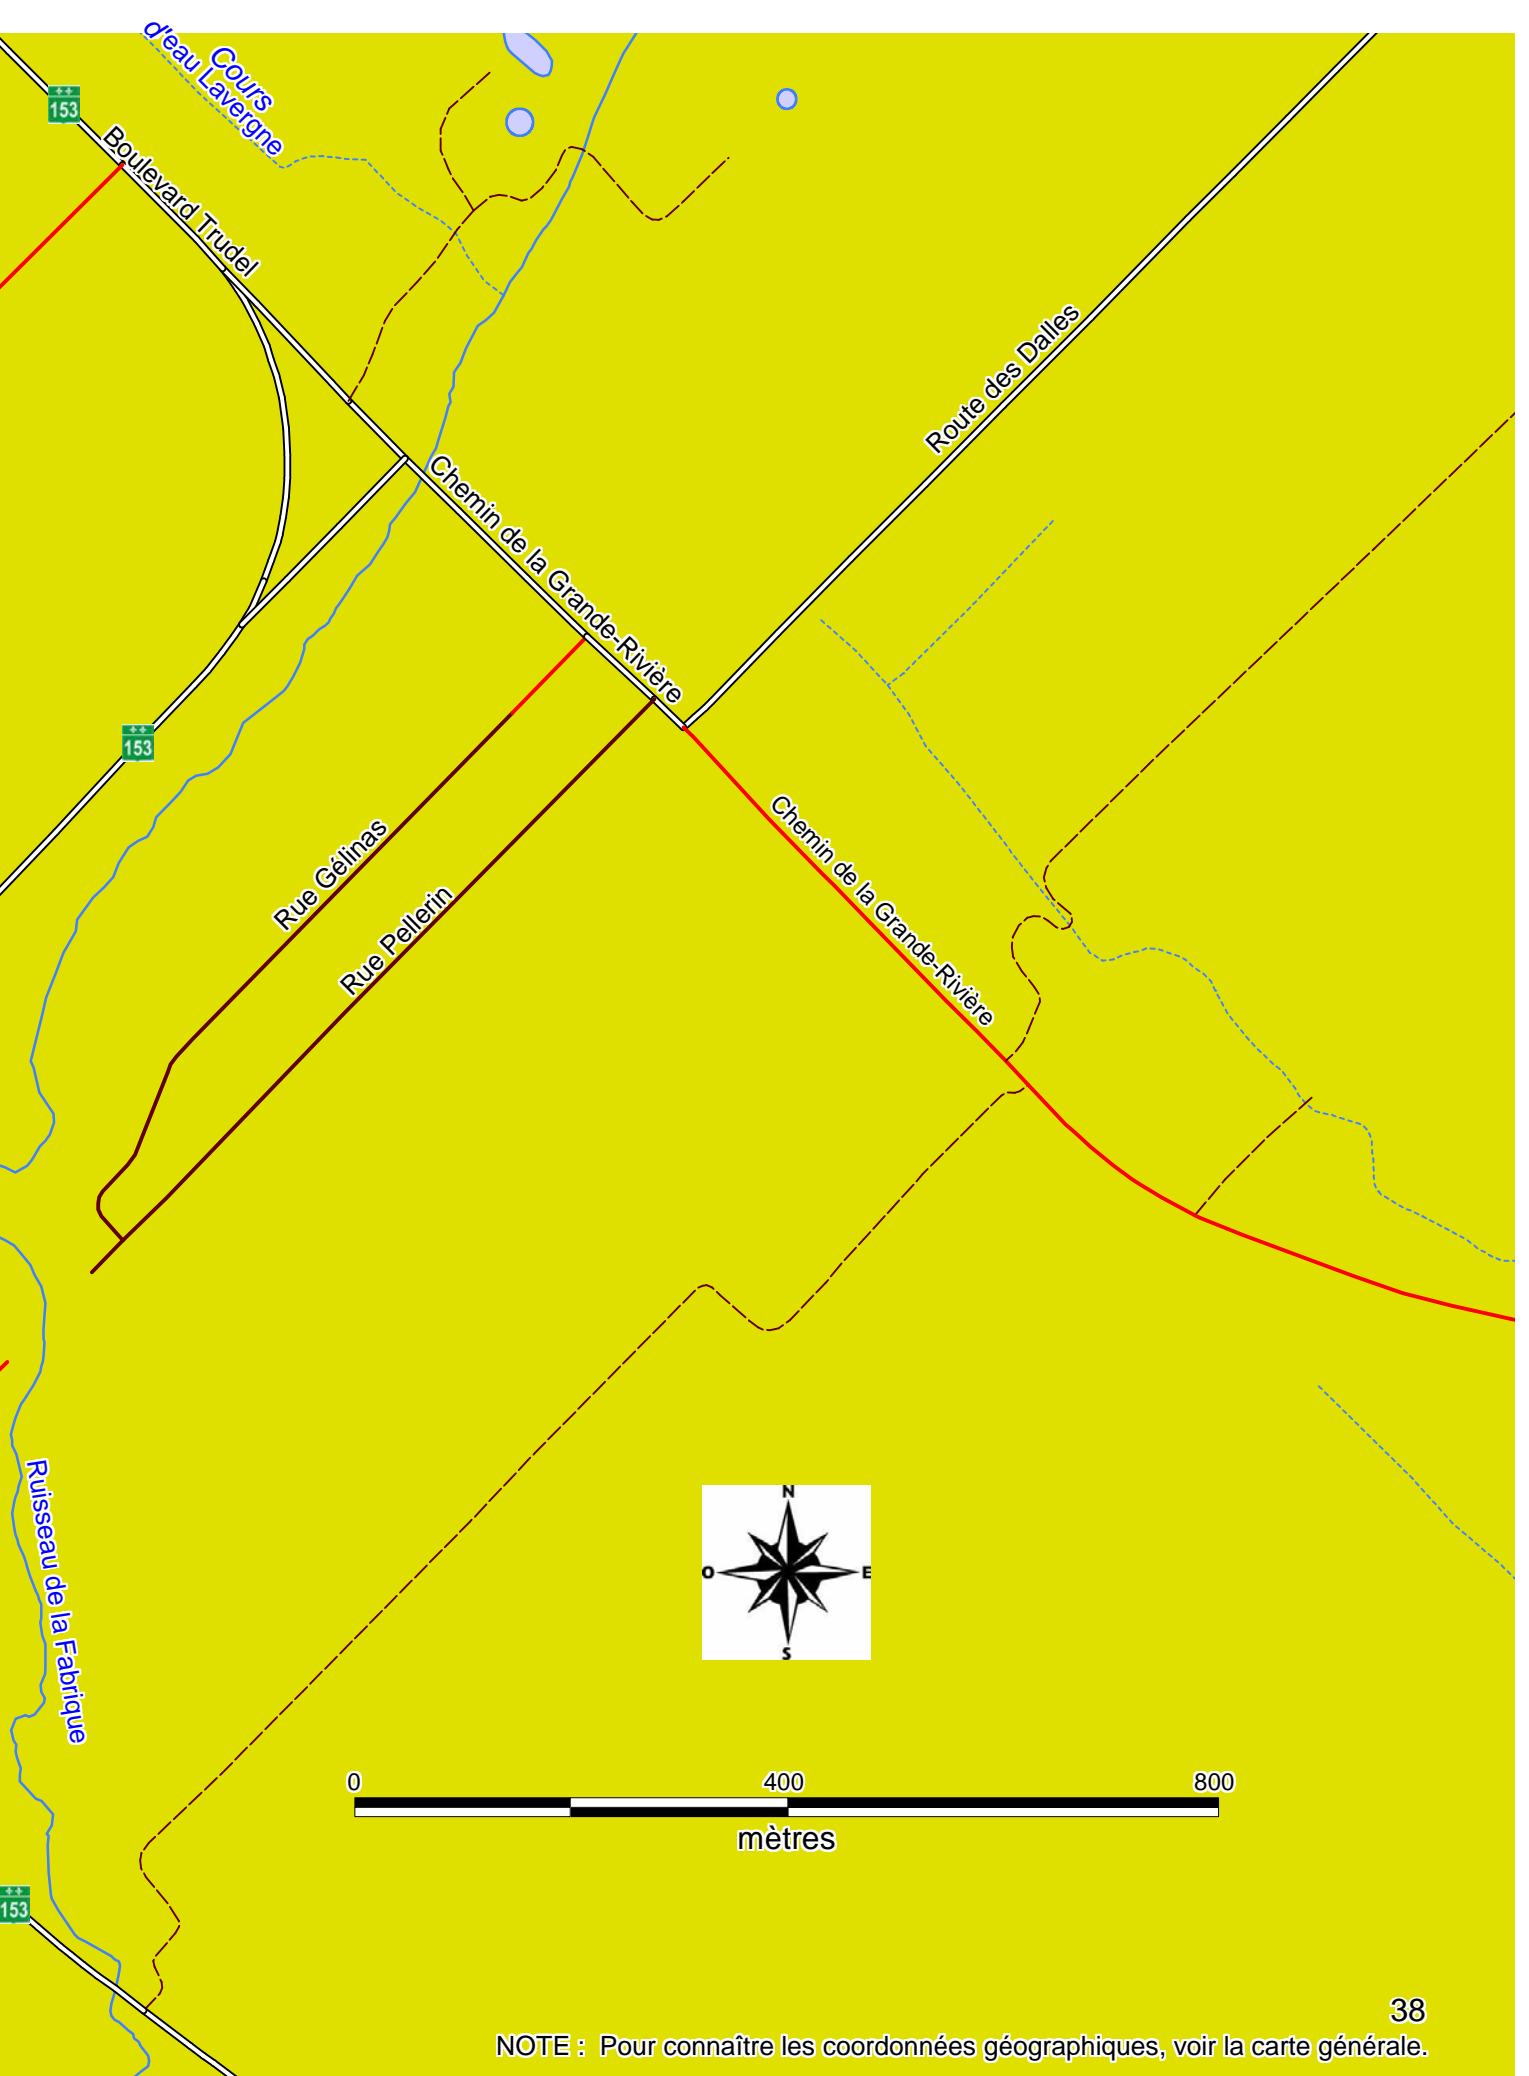 Cours
d'eau Lavergne
153
Boulevard Trudel
Route des Dalles
Chemin de la Grande-Rivière
153
Chemin de la Grande-Rivière
Rue Gélinas
Rue Pellerin
Ruisseau de la Fabrique
N
O
E
S
0
400
800
mètres
153
38
NOTE : Pour connaître les coordonnées géographiques, voir la carte générale.